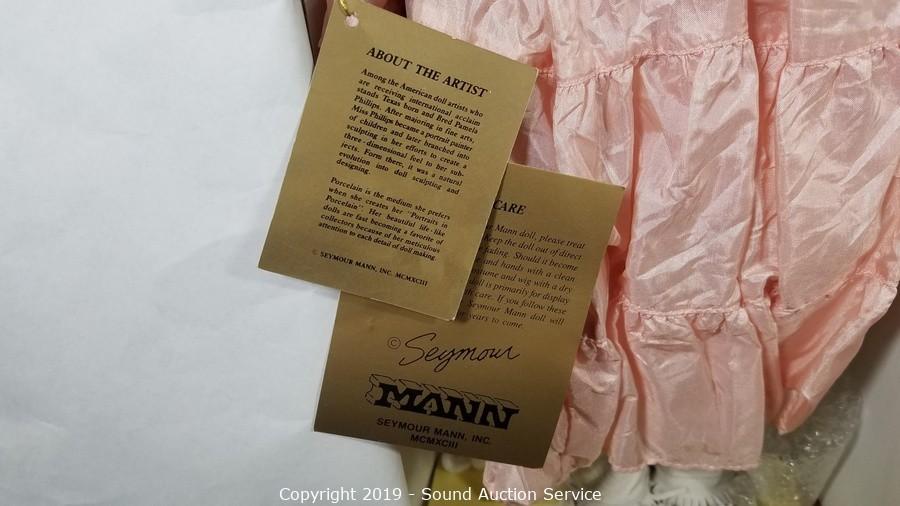 ABOUT THE ARTIST
Among the American doll artists who
are receiving international acclaim
stands Texas born and Bred Pamela
Phillips. After majoring in fine arts,
Miss Phillips became a portrait painter
of children and later branched into
sculpting in her efforts to create a
three-dimensional feel to her sub-
jects. Form there, it was a natural
evolution into doll sculpting and
designing.
Porcelain is the medium she prefers
when she creates her "Portraits in
Porcelain". Her beautiful life-like
dolls are fast becoming a favorite of
collectors because of her meticulous
attention to each detail of doll making.
© SEYMOUR MANN, INC. MCMXCIII
CARE
Mann doll, please treat
Keep the doll out of direct
fading. Should it become
and hands with a clean
costume and wig with a dry
doll is primarily for display
care. If you follow these
Seymour Mann doll will
years to come.
© Seymour
MANN
SEYMOUR MANN, INC.
MCMXCIII
Copyright 2019 - Sound Auction Service